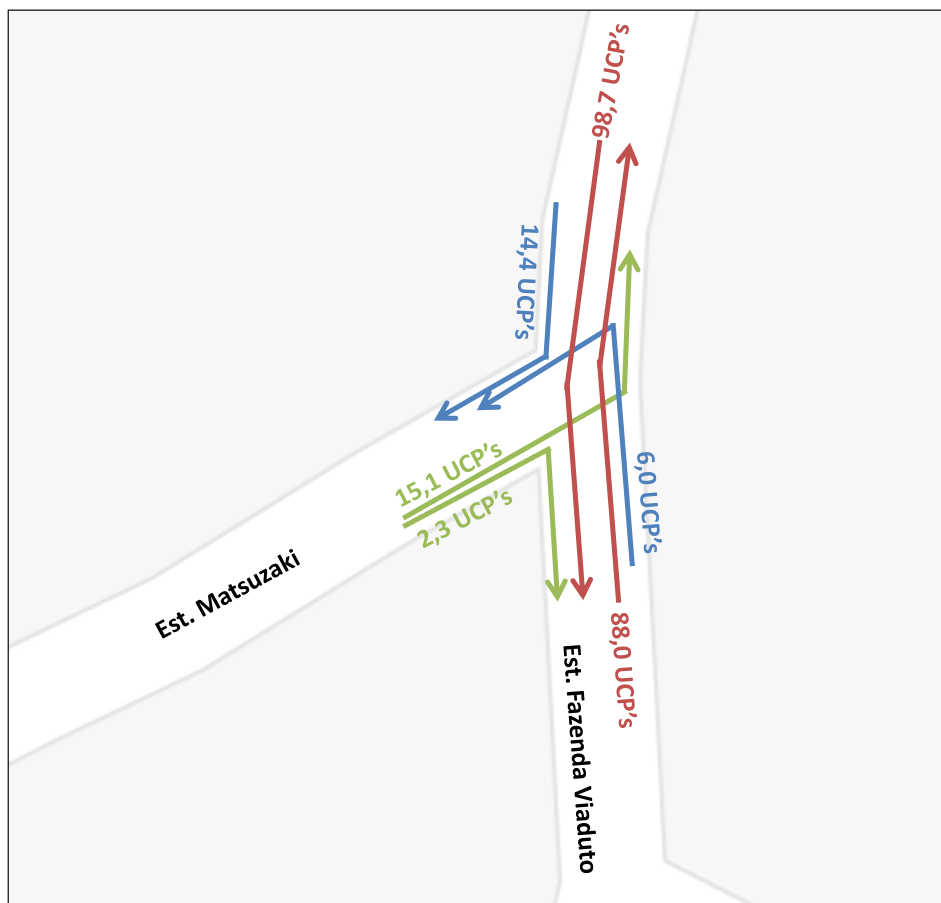 98,7 UCP's
14,4 UCP's
15,1 UCP's
2,3 UCP's
6,0 UCP's
Est. Matsuzaki
88,0 UCP's
Est. Fazenda Viaduto